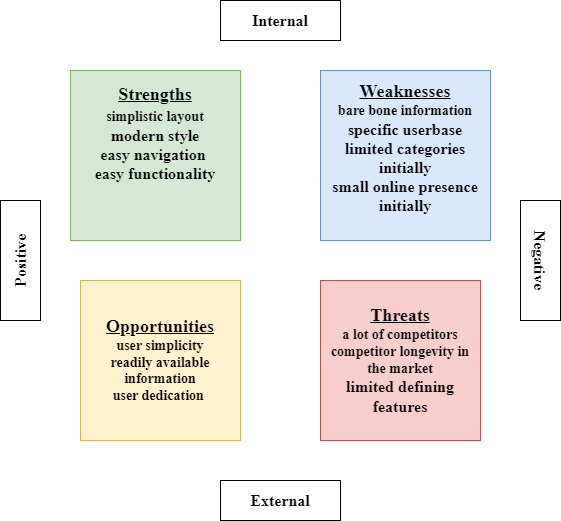 Internal
Strengths
simplistic layout
modern style
easy navigation
easy functionality
Weaknesses
bare bone information
specific userbase
limited categories
initially
small online presence
initially
Positive
Negative
Opportunities
user simplicity
readily available
information
user dedication
Threats
a lot of competitors
competitor longevity in
the market
limited defining
features
External